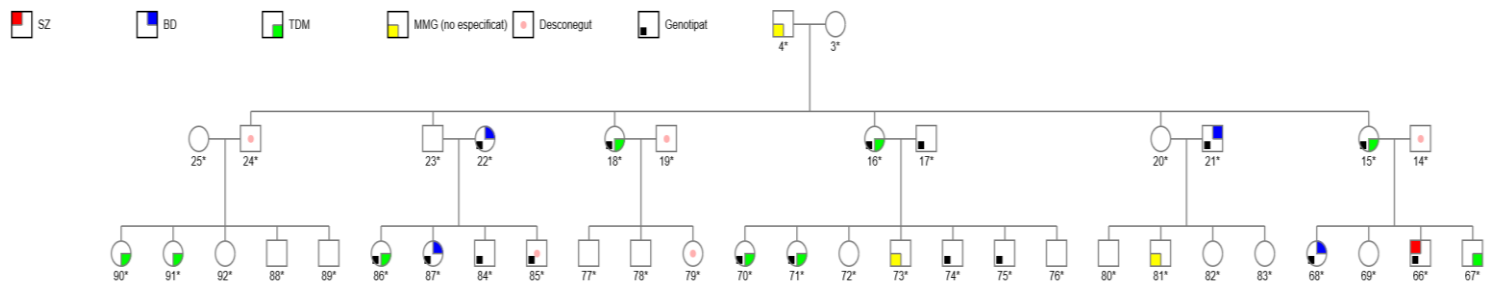 SZ BD TDM MMG (no especificat) Desconegut Genotipat
4* 3*
25* 24* 23* 22* 18* 19* 16* 17* 20* 21* 15* 14*
90* 91* 92* 88* 89* 86* 87* 84* 85* 77* 78* 79* 70* 71* 72* 73* 74* 75* 76* 80* 81* 82* 83* 68* 69* 66* 67*